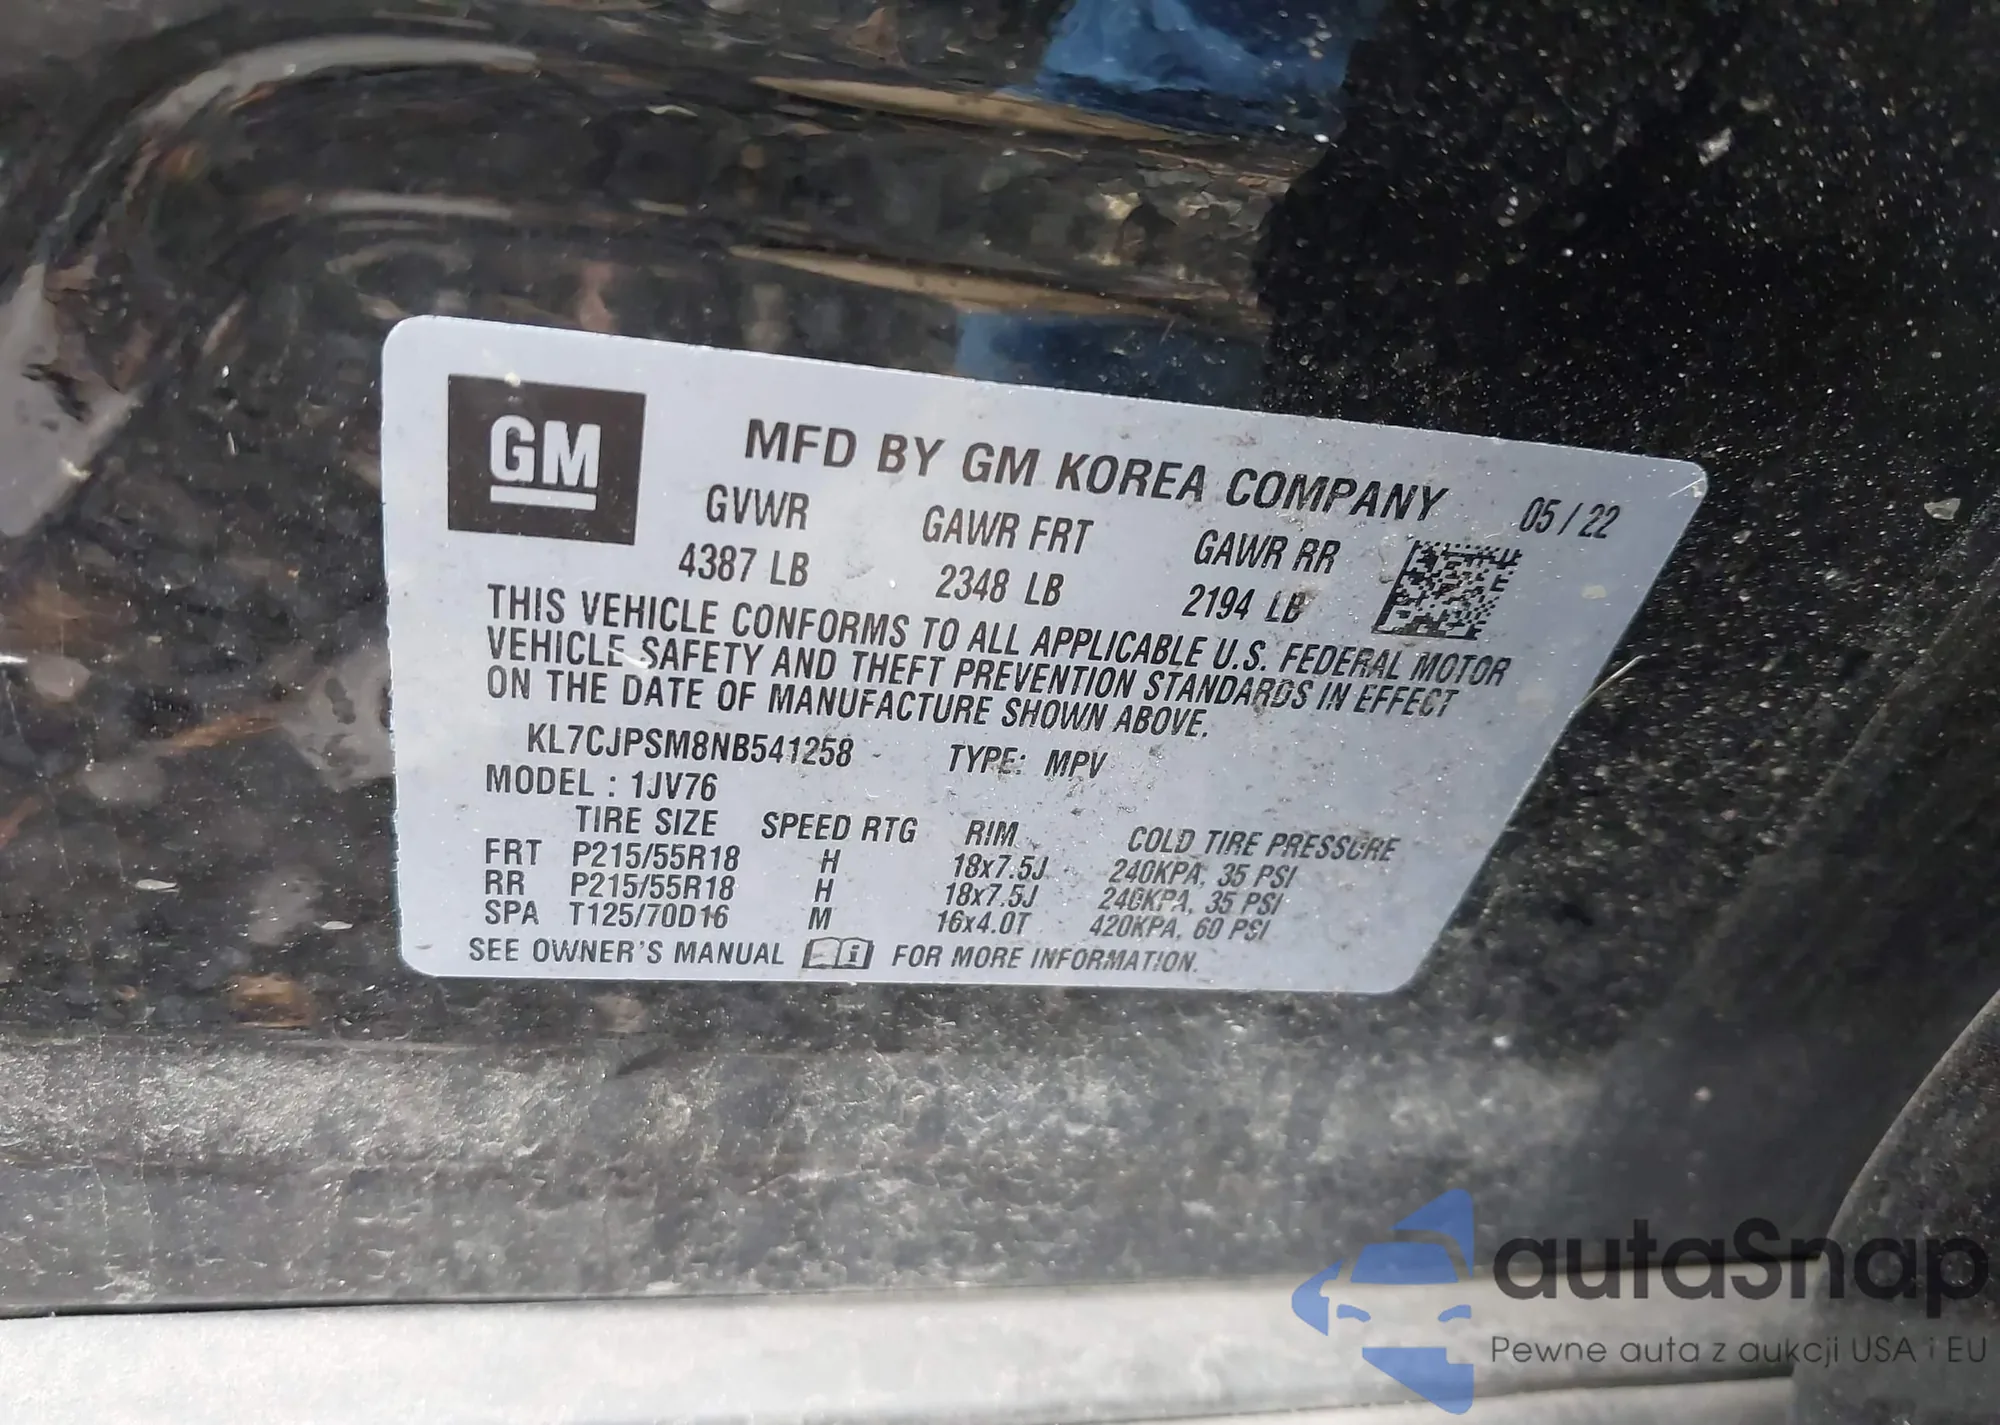 GM
MFD BY GM KOREA COMPANY 05/22
GVWR GAWR FRT GAWR RR
4387 LB 2348 LB 2194 LB
THIS VEHICLE CONFORMS TO ALL APPLICABLE U.S. FEDERAL MOTOR
VEHICLE SAFETY AND THEFT PREVENTION STANDARDS IN EFFECT
ON THE DATE OF MANUFACTURE SHOWN ABOVE.
KL7CJPSM8NB541258 TYPE: MPV
MODEL : 1JV76
TIRE SIZE SPEED RTG RIM COLD TIRE PRESSURE
FRT P215/55R18 H 18x7.5J 240KPA, 35 PSI
RR P215/55R18 H 18x7.5J 240KPA, 35 PSI
SPA T125/70D16 M 16x4.0T 420KPA, 60 PSI
SEE OWNER'S MANUAL i FOR MORE INFORMATION.
autaSnap
Pewne auta z aukcji USA i EU